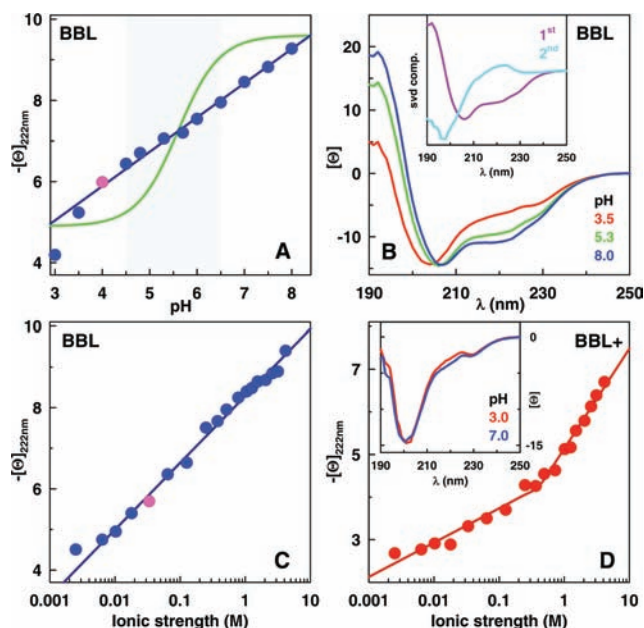 BBL
-[Θ]222nm
10
8
6
4
3 4 5 6 7 8
pH
A
BBL
[Θ]
20
10
0
-10
svd comp.
1st
2nd
190 210 230 250
λ (nm)
pH
3.5
5.3
8.0
B
190 210 230 250
λ (nm)
BBL
-[Θ]222nm
10
8
6
4
0.001 0.01 0.1 1 10
Ionic strength (M)
C
BBL+
-[Θ]222nm
7
5
3
pH
3.0
7.0
0
[Θ]
-15
190 210 230 250
λ (nm)
D
0.001 0.01 0.1 1 10
Ionic strength (M)